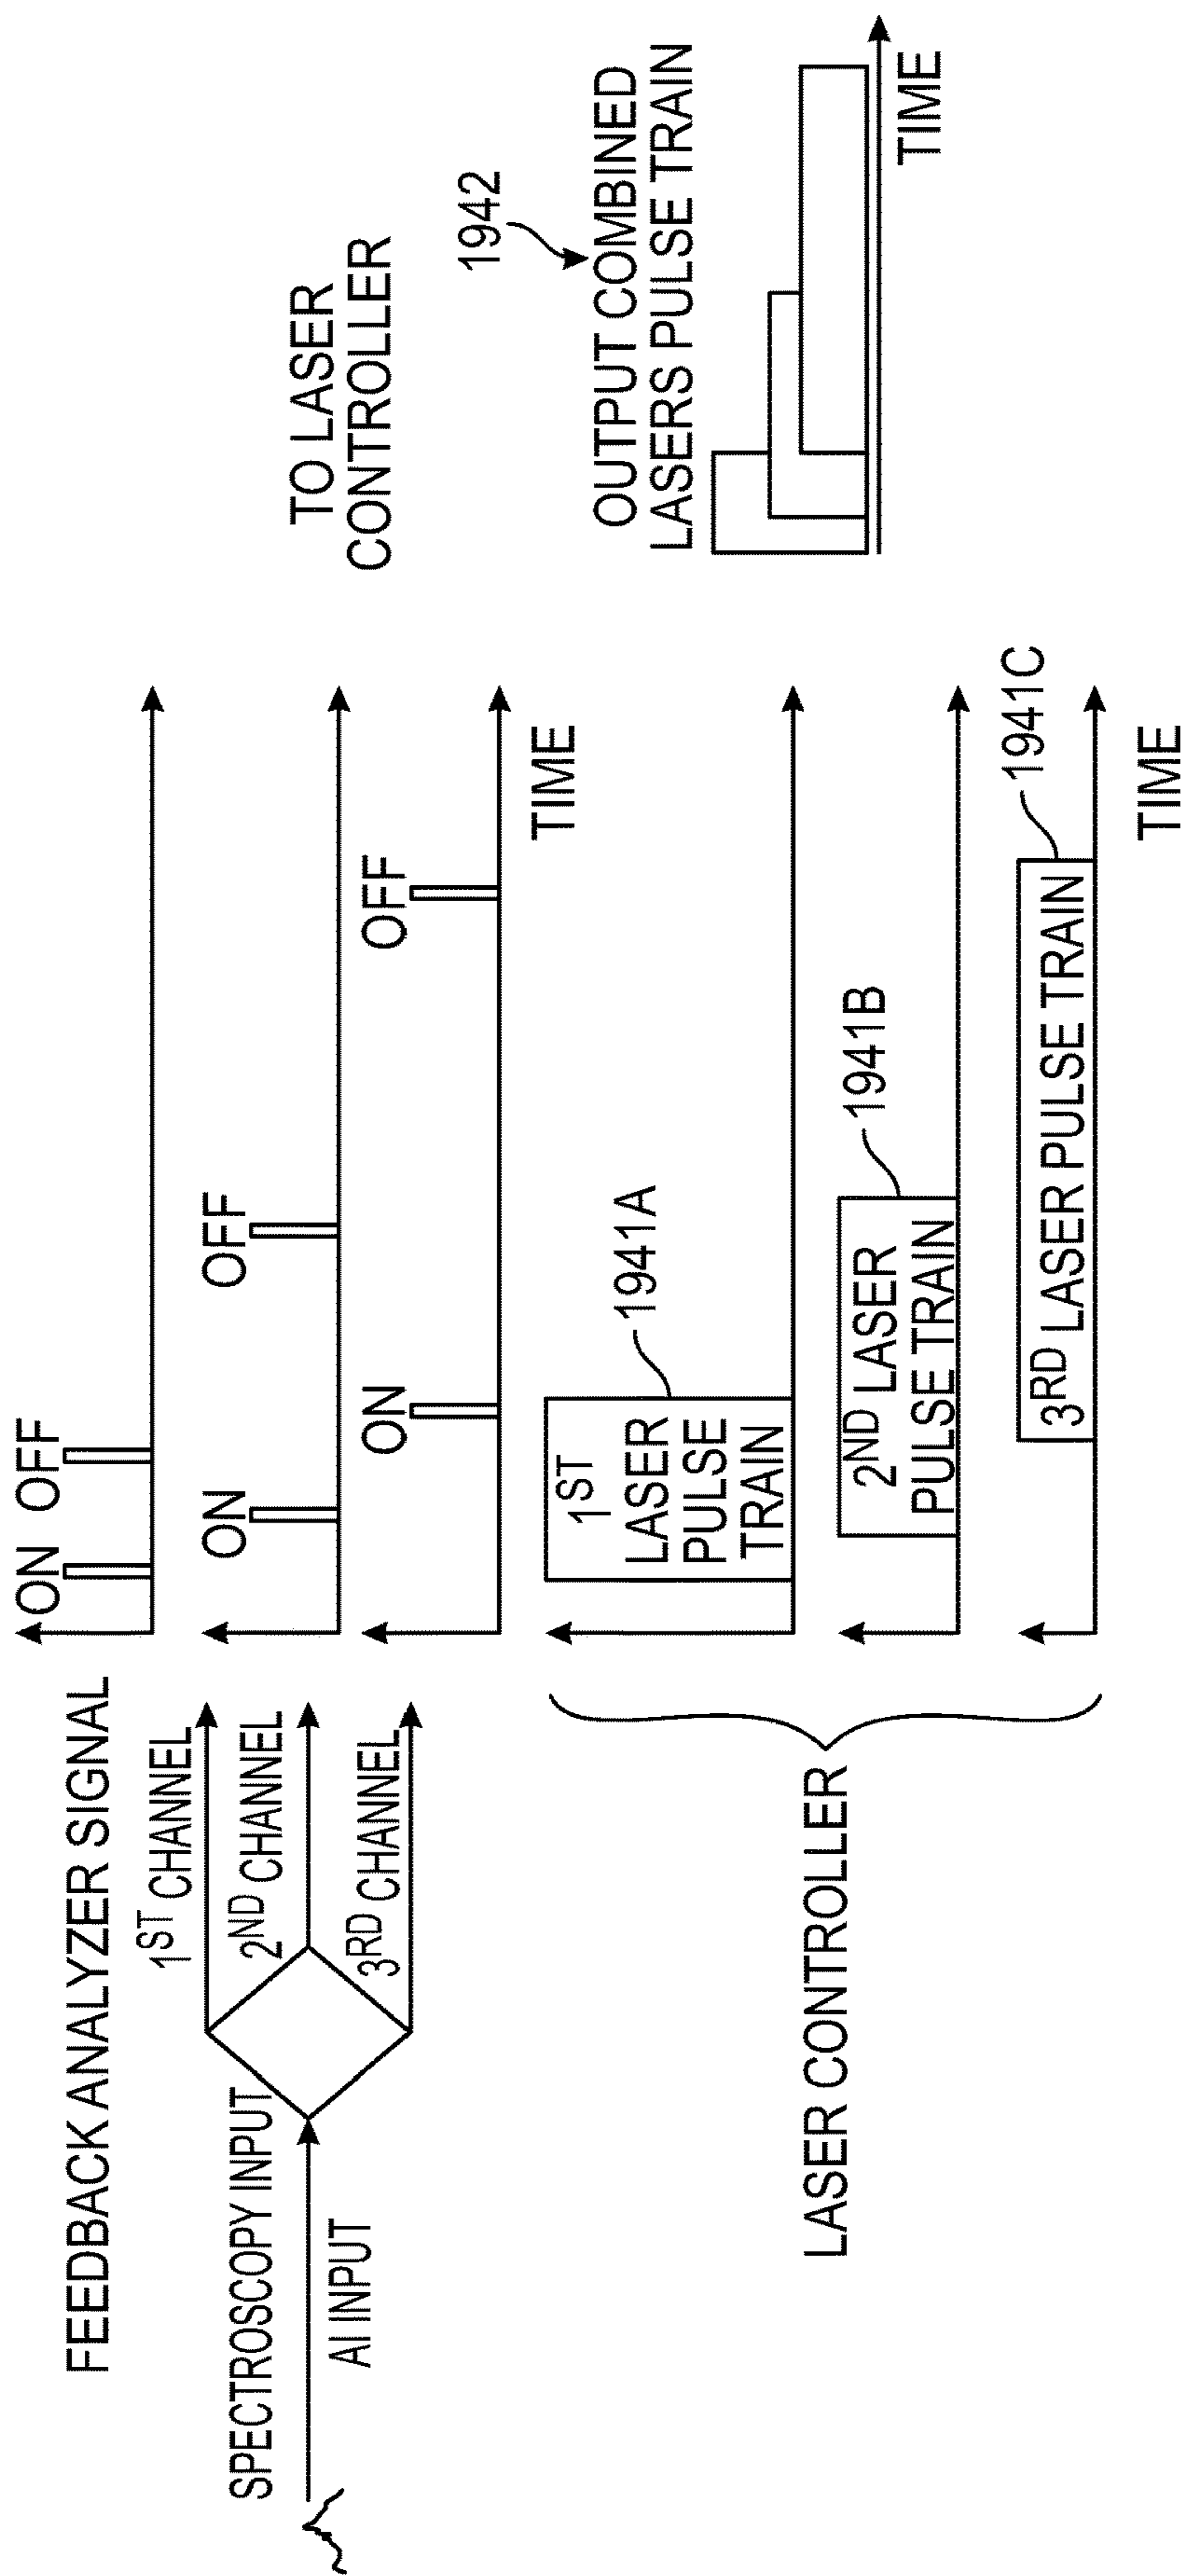 FEEDBACK ANALYZER SIGNAL
SPECTROSCOPY INPUT
AI INPUT
1ST CHANNEL
2ND CHANNEL
3RD CHANNEL
ON OFF
ON
OFF
ON
OFF
TIME
TO LASER
CONTROLLER
LASER CONTROLLER
1ST
LASER
PULSE
TRAIN
1941A
2ND LASER
PULSE TRAIN
1941B
3RD LASER PULSE TRAIN
1941C
TIME
1942
OUTPUT COMBINED
LASERS PULSE TRAIN
TIME